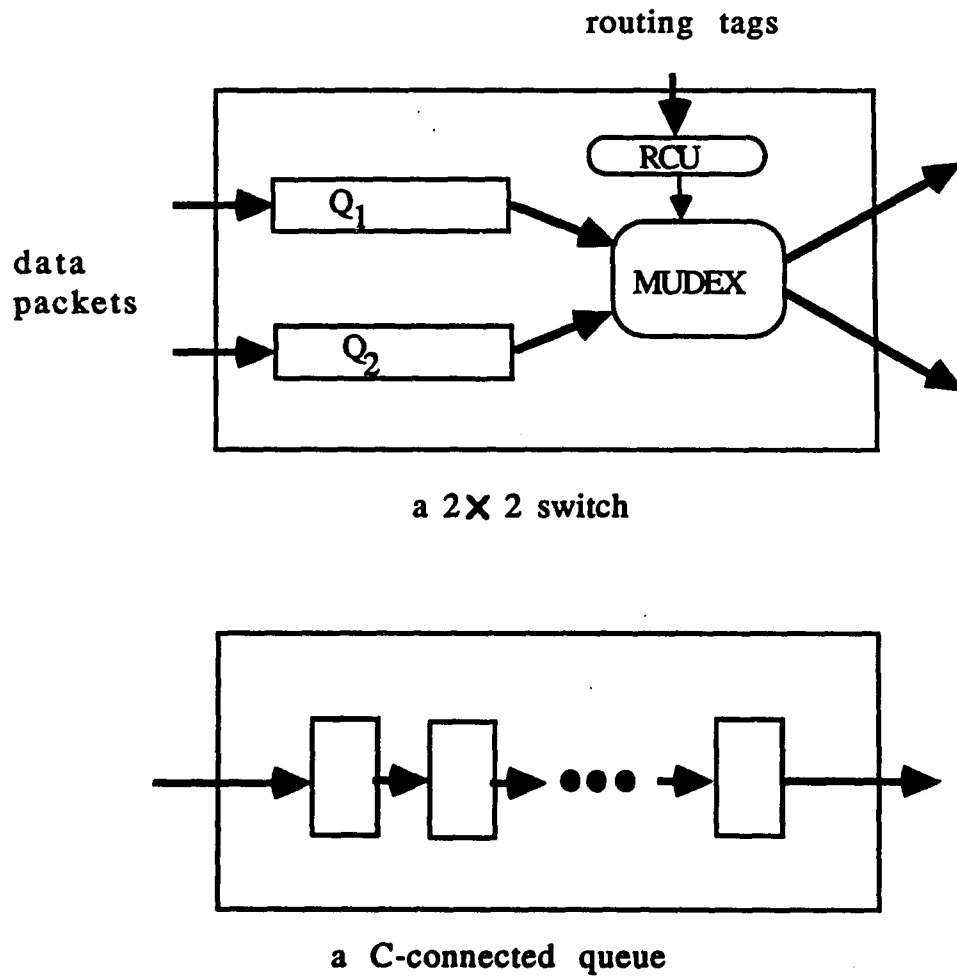 routing tags
RCU
Q1
data
packets
MUDEX
Q2
a 2 X 2 switch
a C-connected queue